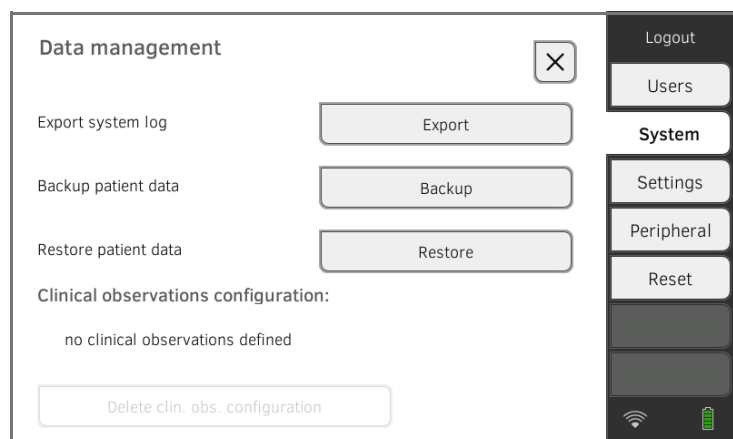 Data management
Export system log
Export
Backup patient data
Backup
Restore patient data
Restore
Clinical observations configuration:
no clinical observations defined
Delete clin. obs. configuration
Logout
Users
System
Settings
Peripheral
Reset